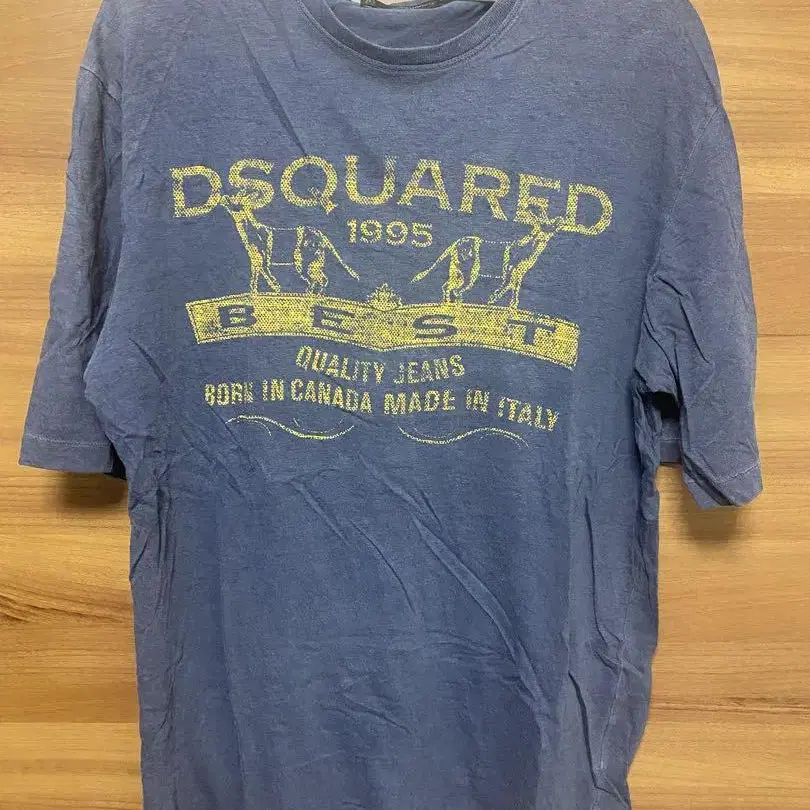 DSQUARED
1995
BEST
QUALITY JEANS
BORN IN CANADA MADE IN ITALY